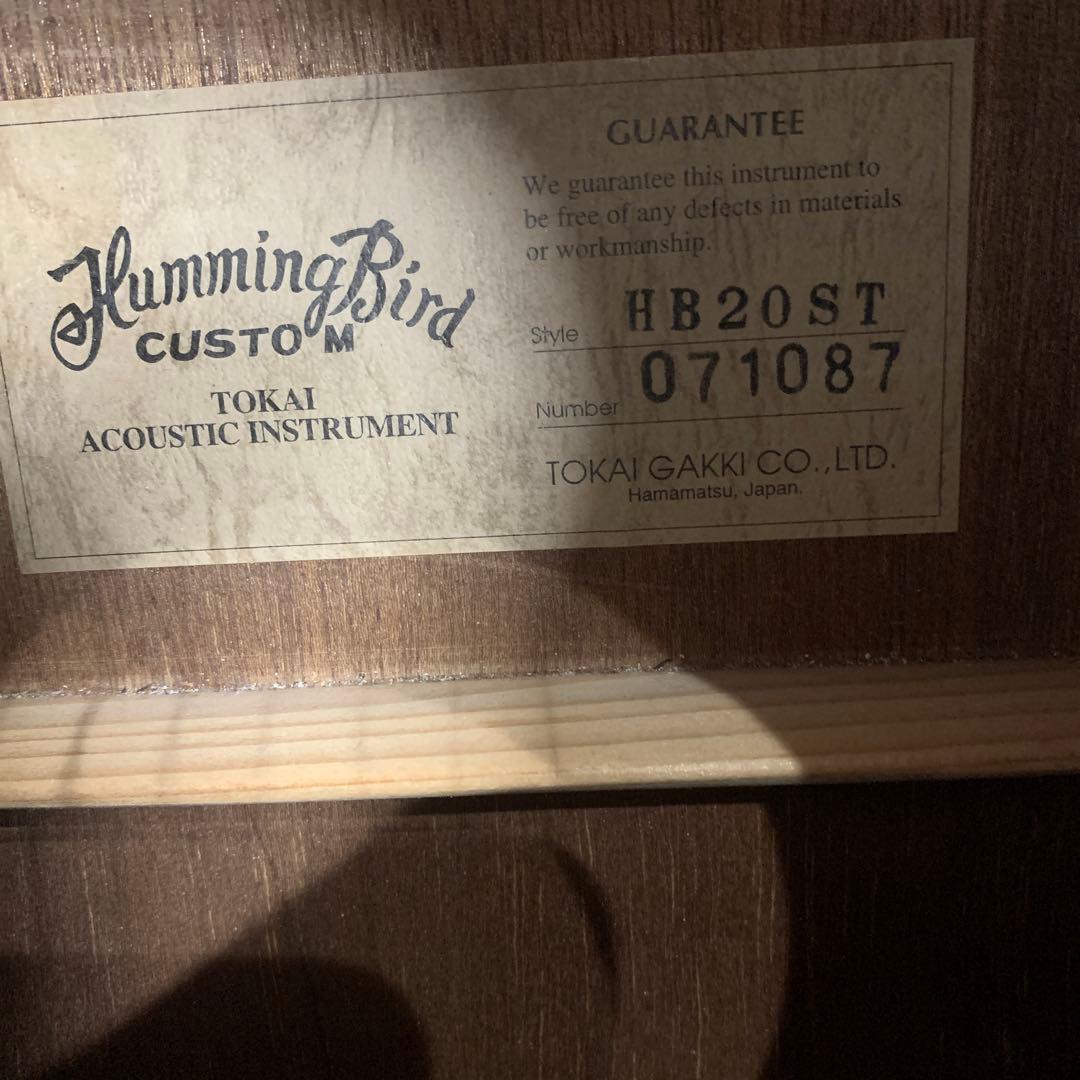 HummingBird
CUSTOM
TOKAI
ACOUSTIC INSTRUMENT
GUARANTEE
We guarantee this instrument to
be free of any defects in materials
or workmanship.
Style HB20ST
Number 071087
TOKAI GAKKI CO.,LTD.
Hamamatsu, Japan.